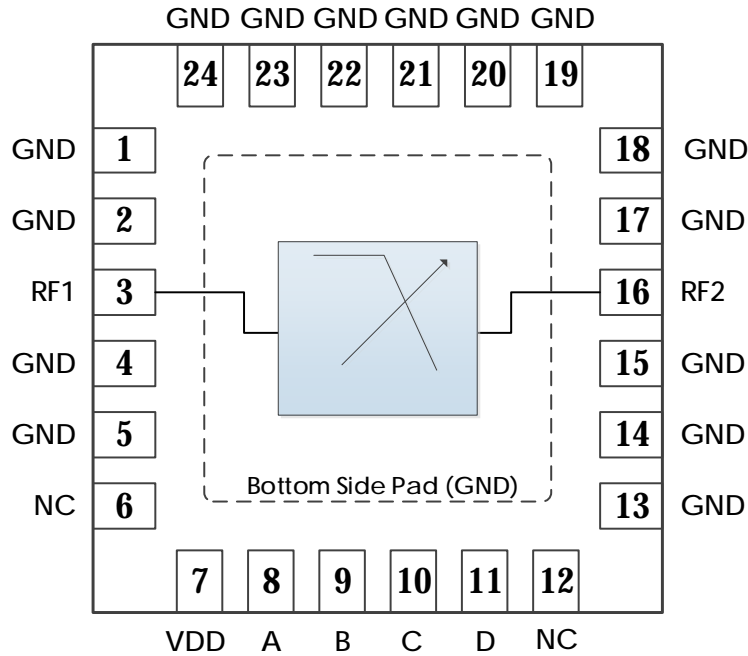 GND GND GND GND GND GND
24 23 22 21 20 19
GND 1 18 GND
GND 2 17 GND
RF1 3 16 RF2
GND 4 15 GND
GND 5 14 GND
Bottom Side Pad (GND)
NC 6 13 GND
7 8 9 10 11 12
VDD A B C D NC